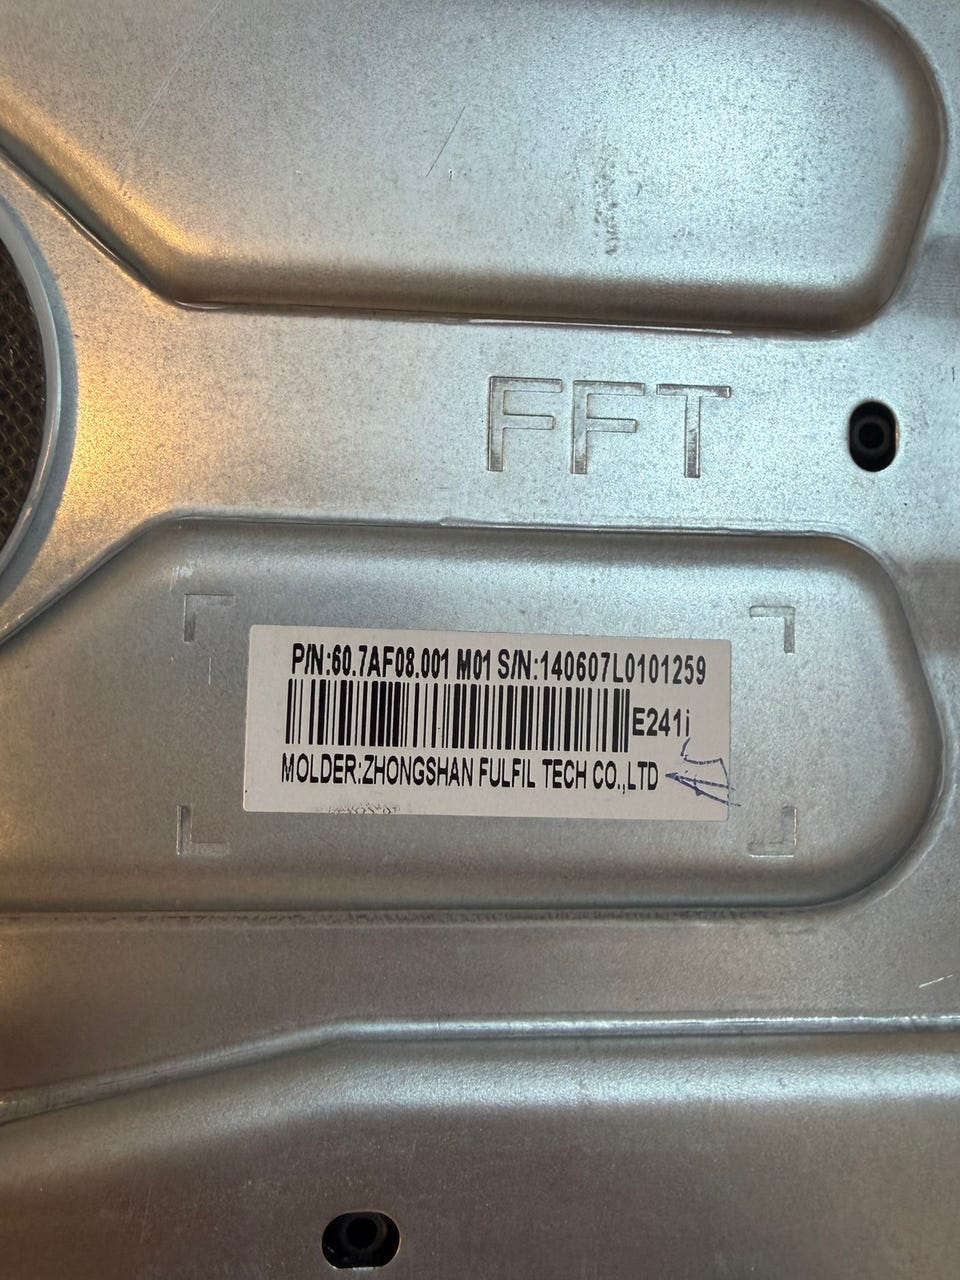 FFT
P/N:60.7AF08.001 M01 S/N:140607L0101259
E241i
MOLDER:ZHONGSHAN FULFIL TECH CO.,LTD